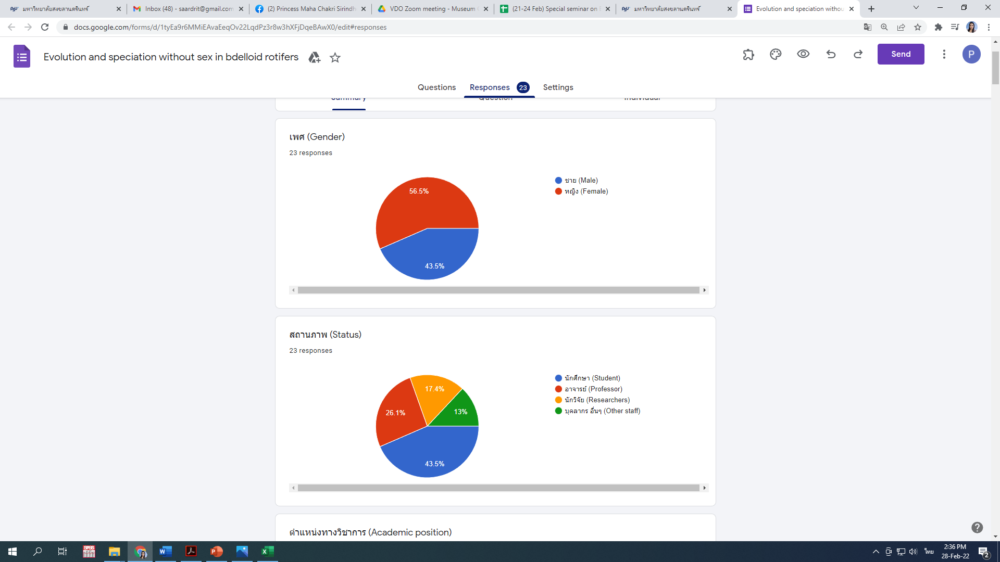 มหาวิทยาลัยสงขลานครินทร์
Inbox (48) - saardrit@gmail.com
(2) Princess Maha Chakri Sirindh
VDO Zoom meeting - Museum
(21-24 Feb) Special seminar on
มหาวิทยาลัยสงขลานครินทร์
Evolution and speciation withou
docs.google.com/forms/d/1tyEa9r6MMiEAvaEeqOv22LqdPz3r8w3hXFjDqeBAwX0/edit#responses
Evolution and speciation without sex in bdelloid rotifers
Send
P
Questions
Responses 23
Settings
Summary
Question
Individual
เพศ (Gender)
23 responses
56.5%
43.5%
ชาย (Male)
หญิง (Female)
สถานภาพ (Status)
23 responses
17.4%
26.1%
13%
43.5%
นักศึกษา (Student)
อาจารย์ (Professor)
นักวิจัย (Researchers)
บุคลากร อื่นๆ (Other staff)
ตำแหน่งทางวิชาการ (Academic position)
SPSS
ไทย
2:36 PM
28-Feb-22
2